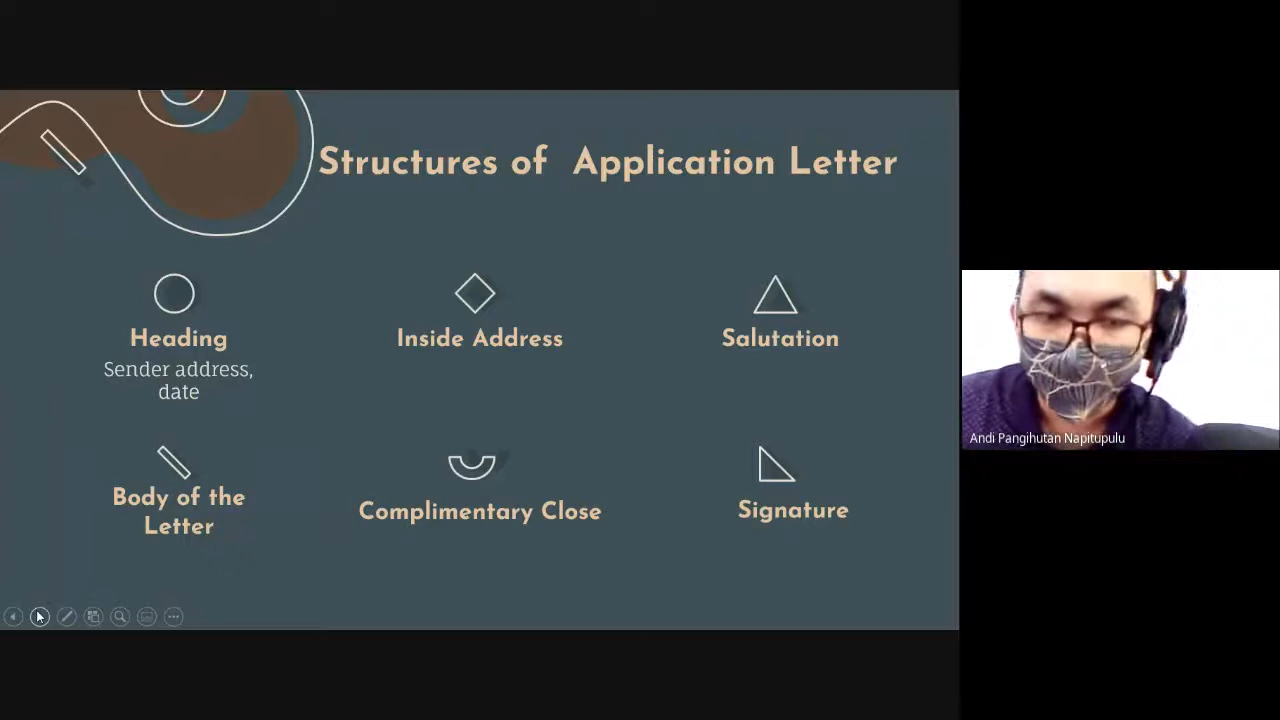 Structures of Application Letter
Heading
Sender address,
date
Inside Address
Salutation
Body of the
Letter
Complimentary Close
Signature
Andi Pangihutan Napitupulu